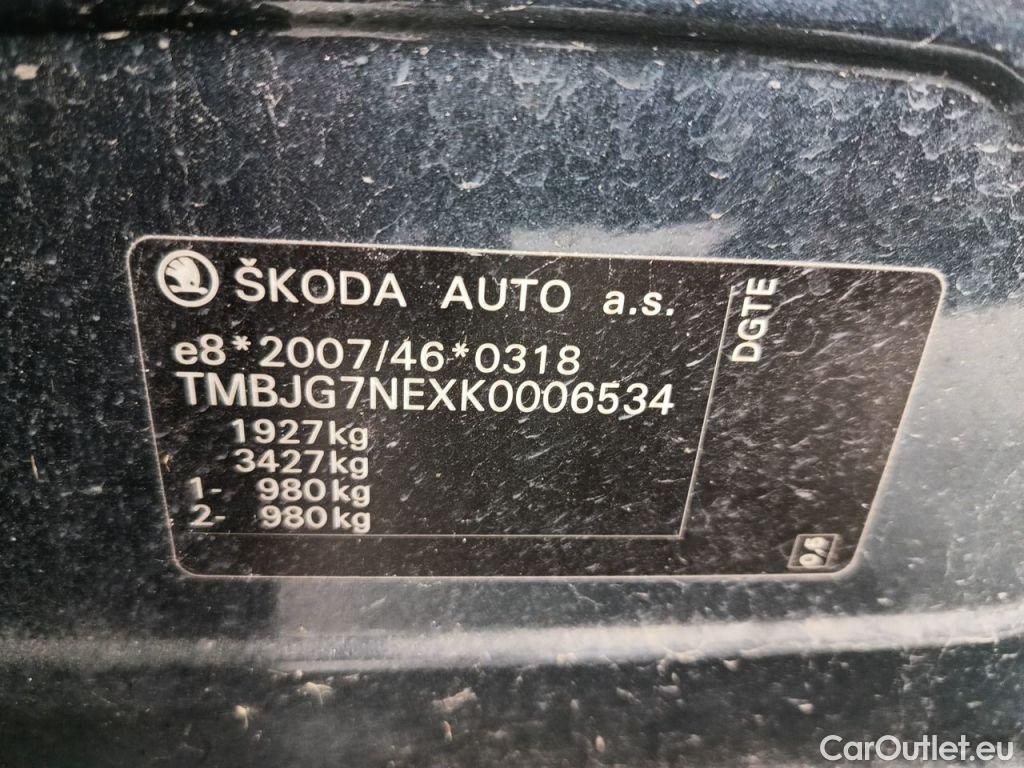 ŠKODA AUTO a.s.
e8*2007/46*0318
TMBJG7NEXK0006534
1927kg
3427kg
1- 980kg
2- 980kg
DGTE
CarOutlet.eu